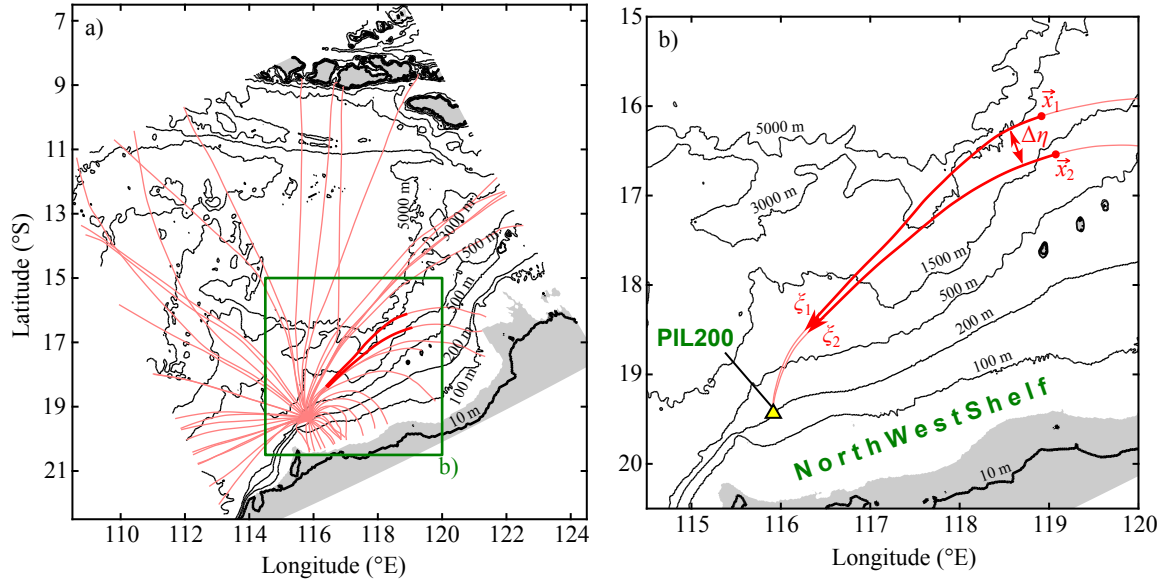 a)
7
9
11
13
15
17
19
21
Latitude (°S)
110
112
114
116
118
120
122
124
Longitude (°E)
5000 m
3000 m
1500 m
500 m
200 m
100 m
10 m
b)
b)
15
16
17
18
19
20
115
116
117
118
119
120
Longitude (°E)
5000 m
3000 m
1500 m
500 m
200 m
100 m
10 m
x⃗1
Δη
x⃗2
ξ1
ξ2
PIL200
NorthWestShelf